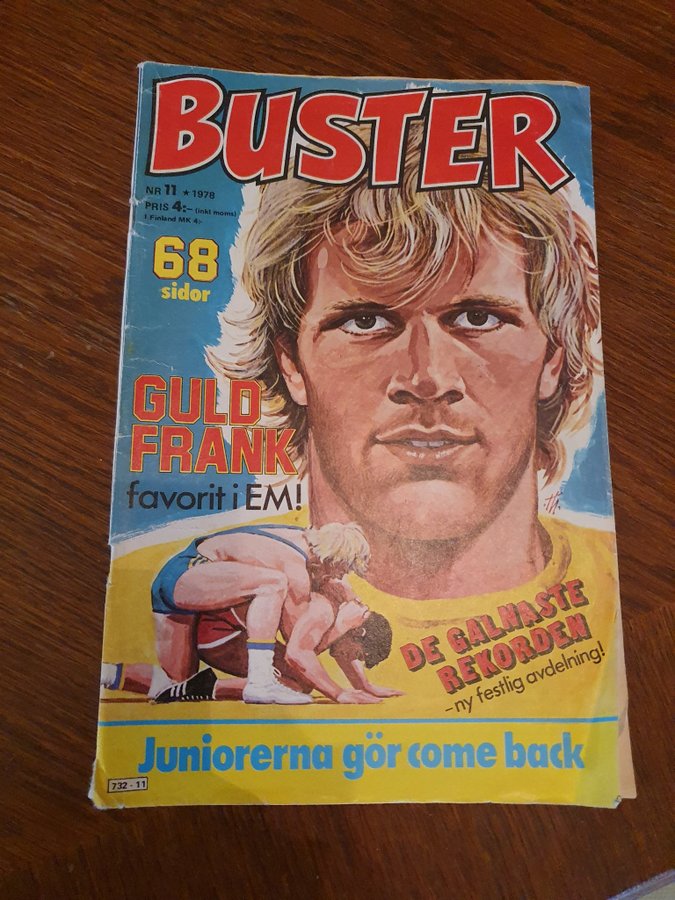 BUSTER
NR 11 ★ 1978
PRIS 4:- (inkl moms)
I Finland MK 4:-
68
sidor
GULD
FRANK
favorit i EM!
DE GALNASTE
REKORDEN
-ny festlig avdelning!
Juniorerna gör come back
732-11